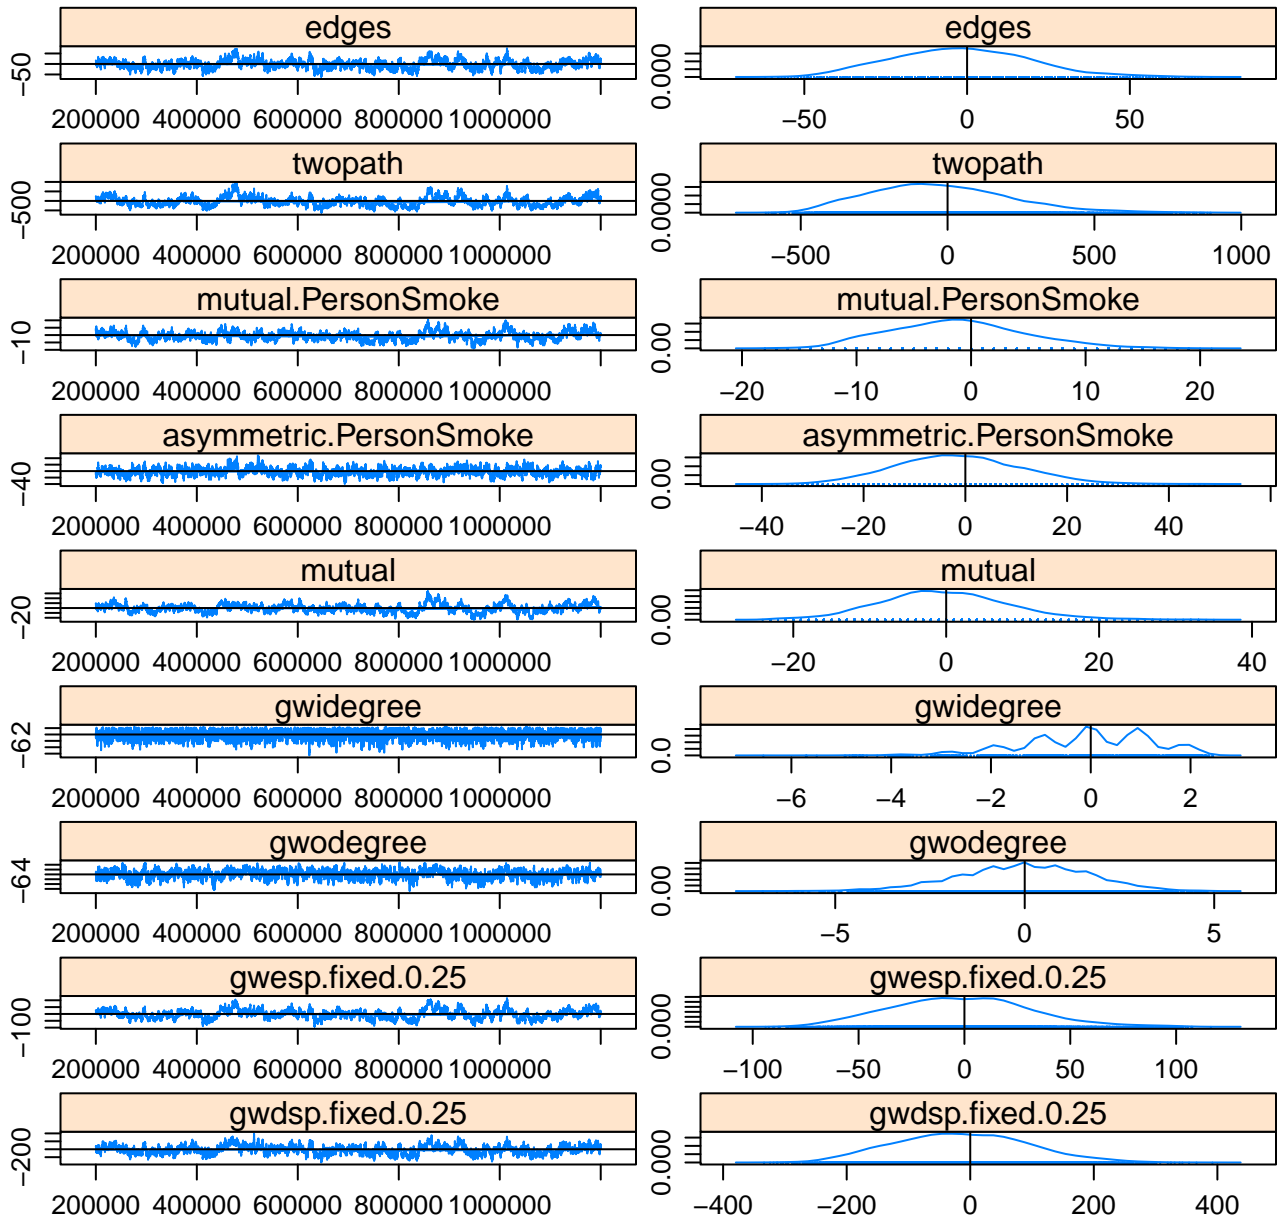 edges edges
−50 0.000
200000 400000 600000 800000 1000000 −50 0 50
twopath twopath
−500 0.0000
200000 400000 600000 800000 1000000 −500 0 500 1000
mutual.PersonSmoke mutual.PersonSmoke
−10 0.00
200000 400000 600000 800000 1000000 −20 −10 0 10 20
asymmetric.PersonSmoke asymmetric.PersonSmoke
−40 0.00
200000 400000 600000 800000 1000000 −40 −20 0 20 40
mutual mutual
−20 0.00
200000 400000 600000 800000 1000000 −20 0 20 40
gwidegree gwidegree
−62 0.0
200000 400000 600000 800000 1000000 −6 −4 −2 0 2
gwodegree gwodegree
−64 0.00
200000 400000 600000 800000 1000000 −5 0 5
gwesp.fixed.0.25 gwesp.fixed.0.25
−100 0.000
200000 400000 600000 800000 1000000 −100 −50 0 50 100
gwdsp.fixed.0.25 gwdsp.fixed.0.25
−200 0.000
200000 400000 600000 800000 1000000 −400 −200 0 200 400